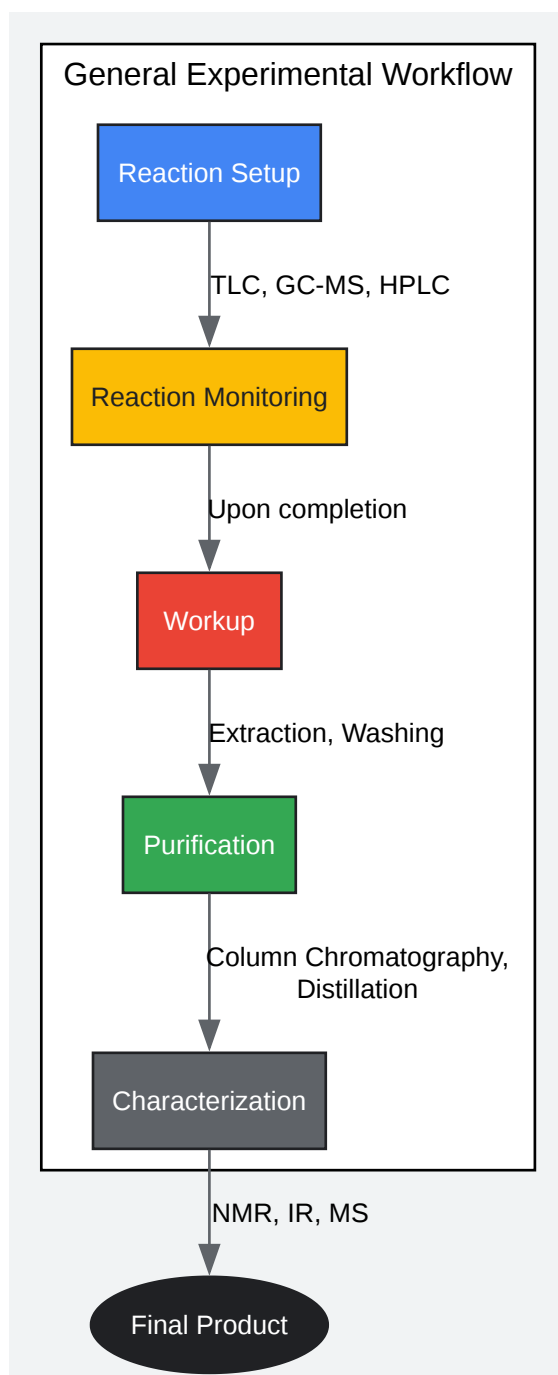 General Experimental Workflow
Reaction Setup
TLC, GC-MS, HPLC
Reaction Monitoring
Upon completion
Workup
Extraction, Washing
Purification
Column Chromatography,
Distillation
Characterization
NMR, IR, MS
Final Product